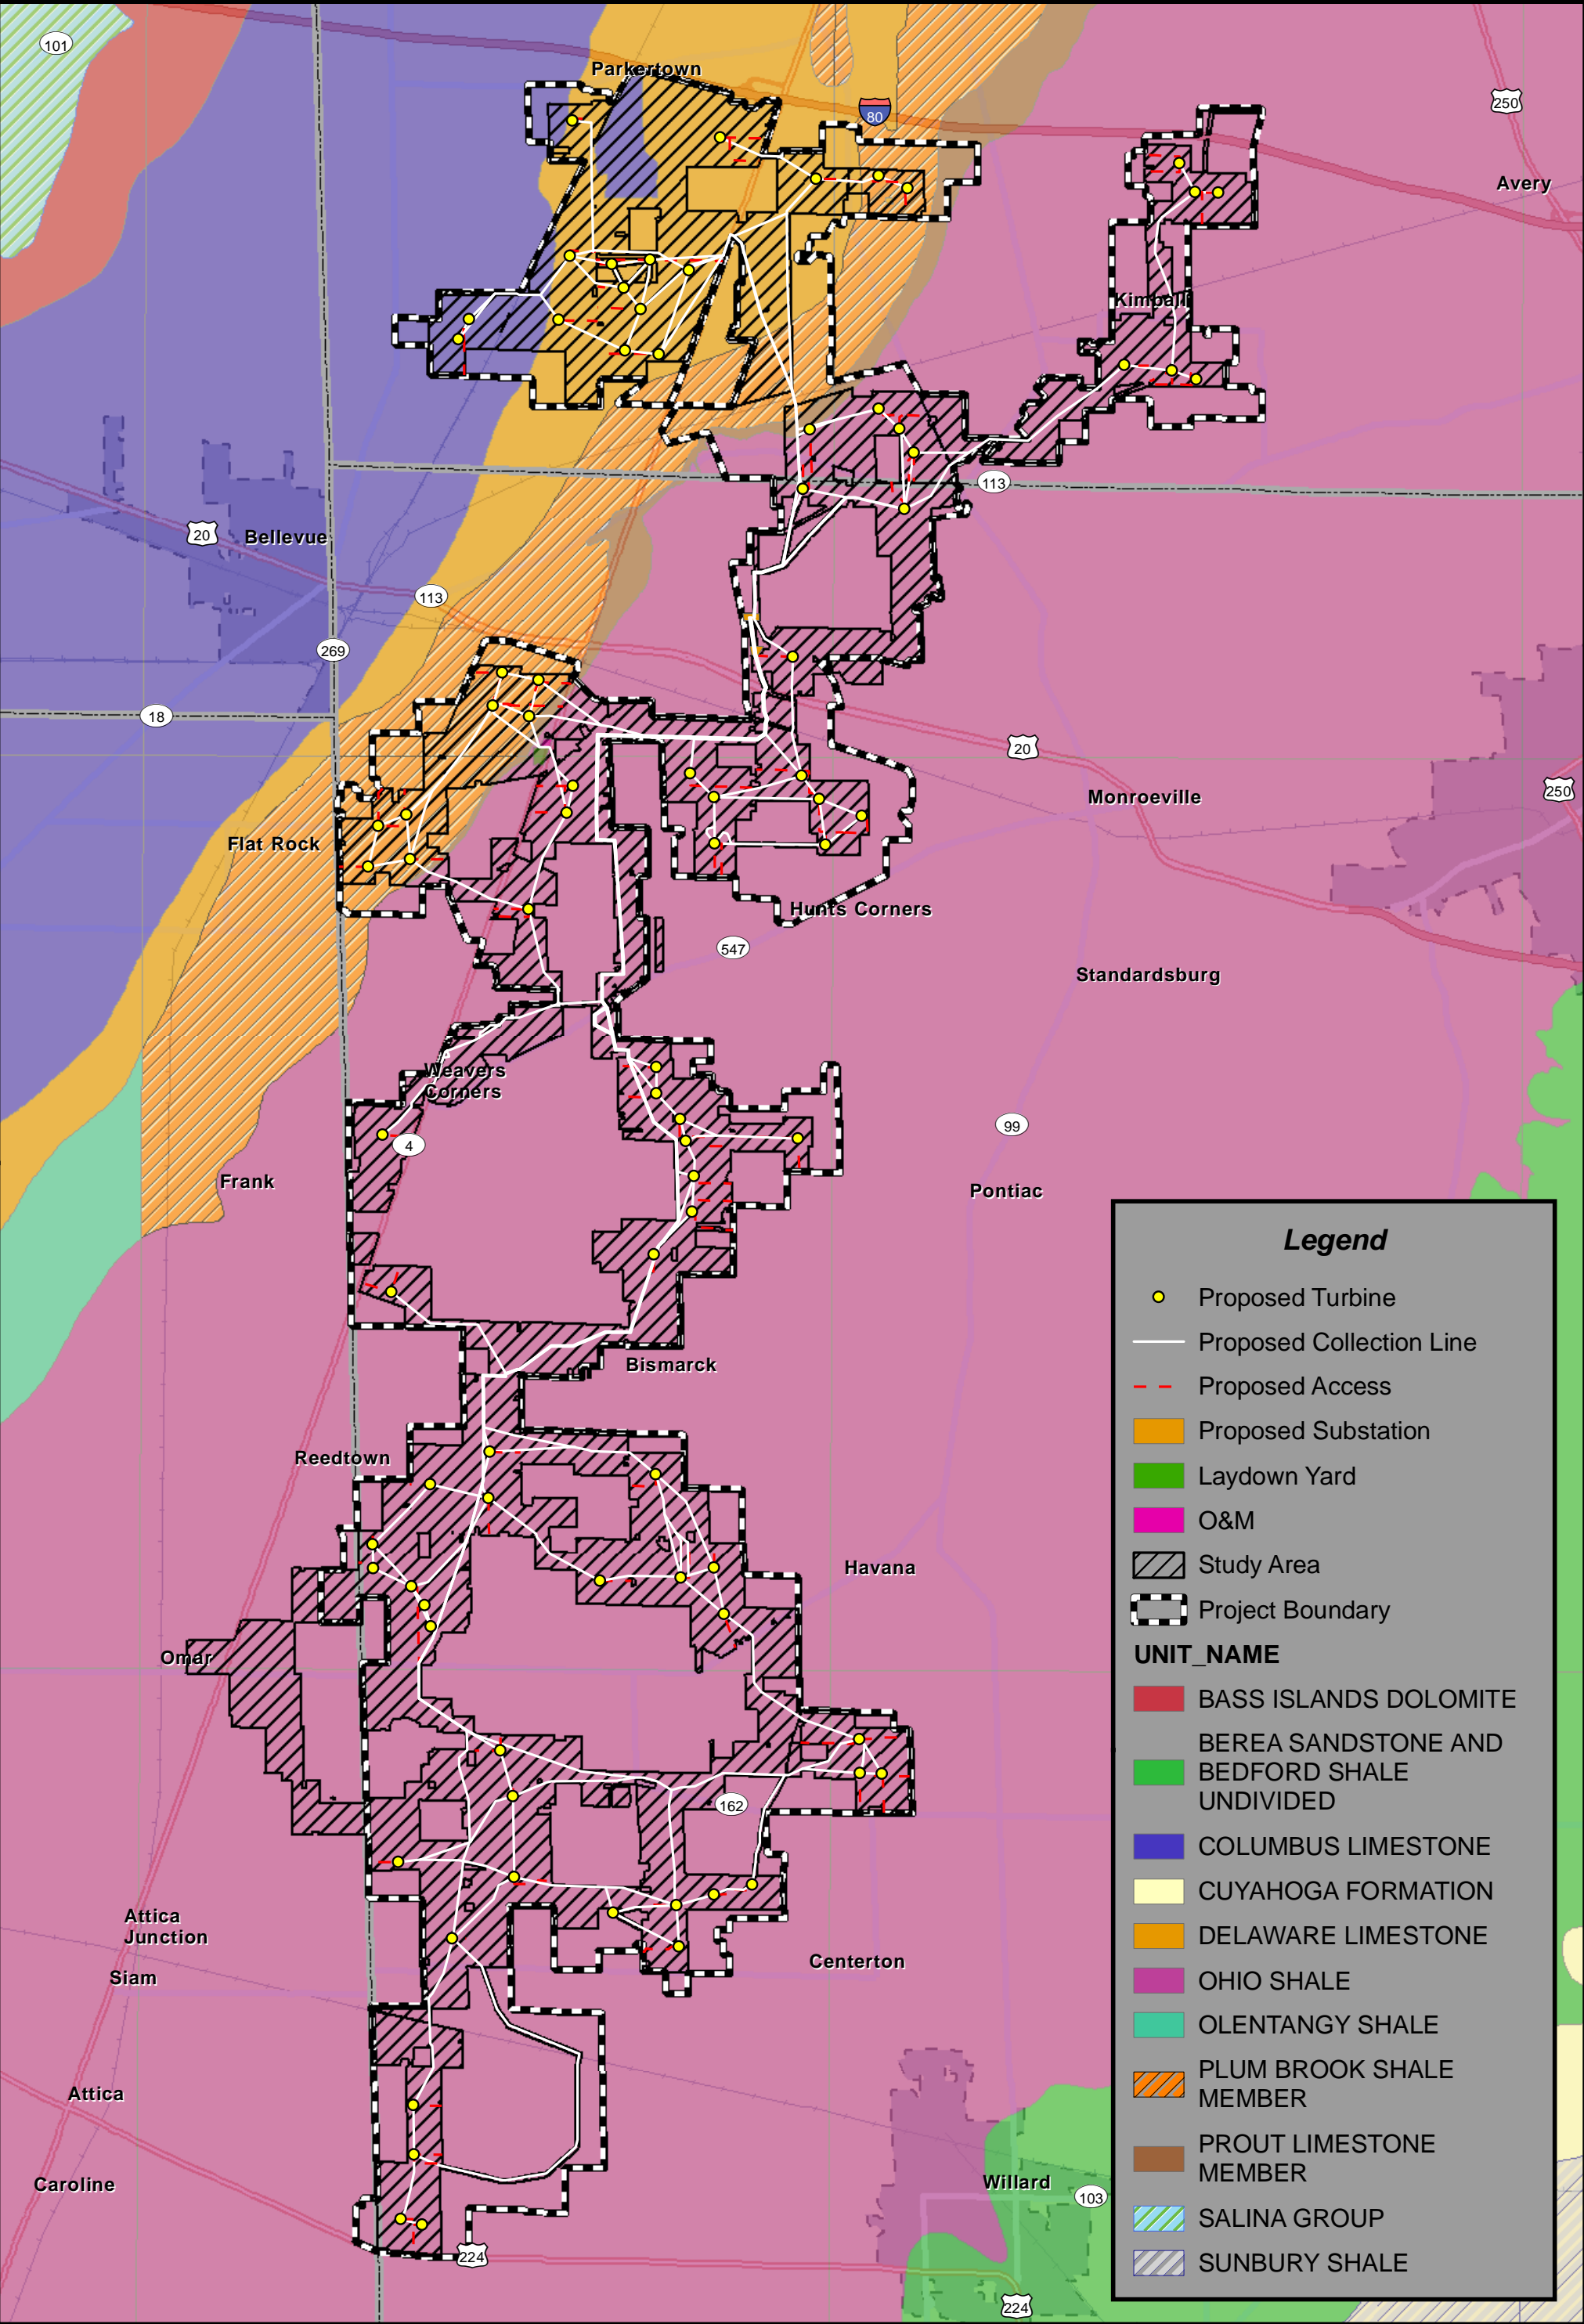 101
Parkertown
80
250
Avery
Kimball
113
20
Bellevue
113
269
18
20
Monroeville
250
Flat Rock
Hunts Corners
547
Standardsburg
Weavers
Corners
99
4
Frank
Pontiac
Bismarck
Reedtown
Havana
Omar
162
Attica
Junction
Siam
Centerton
Attica
Caroline
Willard
103
224
224
Legend
Proposed Turbine
Proposed Collection Line
Proposed Access
Proposed Substation
Laydown Yard
O&M
Study Area
Project Boundary
UNIT_NAME
BASS ISLANDS DOLOMITE
BEREA SANDSTONE AND
BEDFORD SHALE
UNDIVIDED
COLUMBUS LIMESTONE
CUYAHOGA FORMATION
DELAWARE LIMESTONE
OHIO SHALE
OLENTANGY SHALE
PLUM BROOK SHALE
MEMBER
PROUT LIMESTONE
MEMBER
SALINA GROUP
SUNBURY SHALE